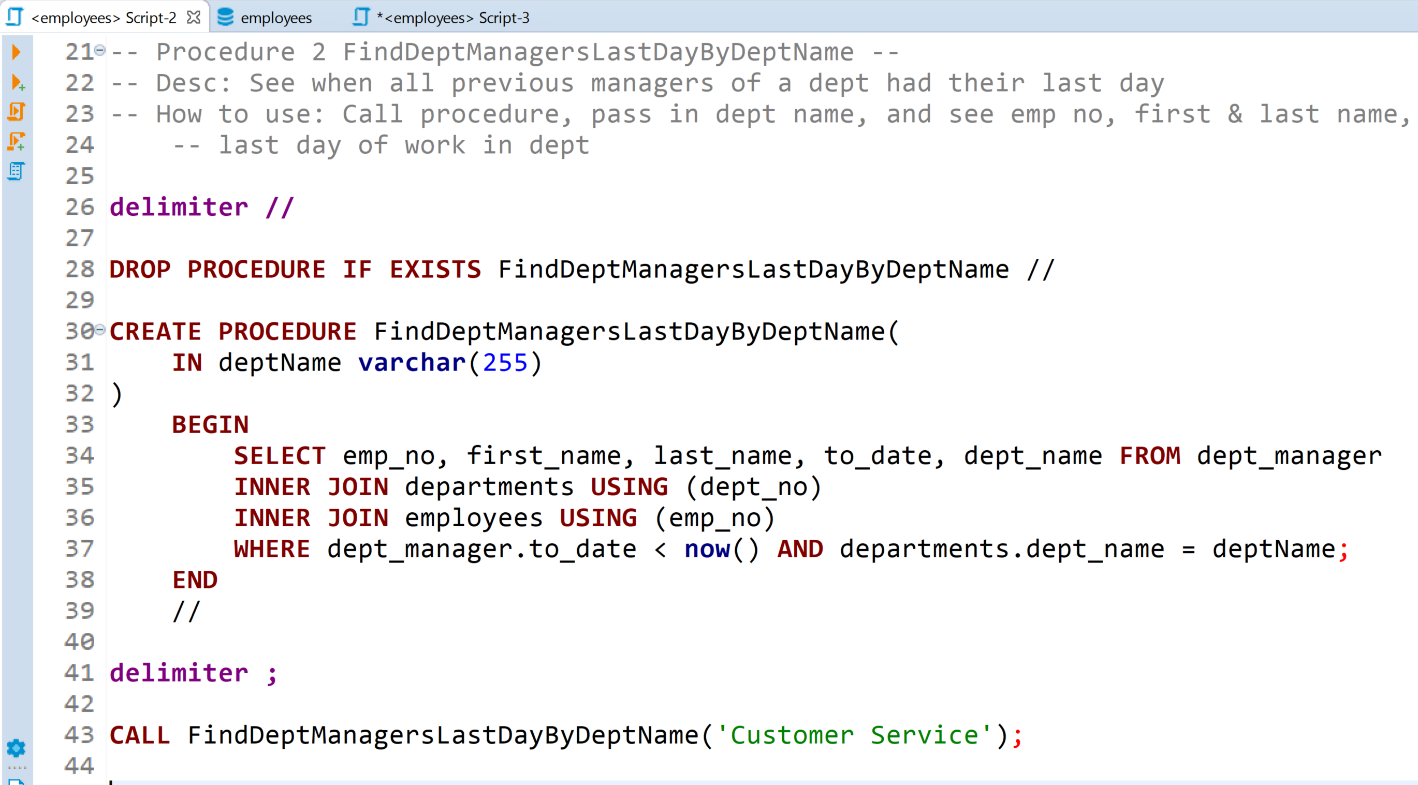 <employees> Script-2 employees *<employees> Script-3
21 -- Procedure 2 FindDeptManagersLastDayByDeptName --
22 -- Desc: See when all previous managers of a dept had their last day
23 -- How to use: Call procedure, pass in dept name, and see emp no, first & last name,
24     -- last day of work in dept
25
26 delimiter //
27
28 DROP PROCEDURE IF EXISTS FindDeptManagersLastDayByDeptName //
29
30 CREATE PROCEDURE FindDeptManagersLastDayByDeptName(
31     IN deptName varchar(255)
32 )
33     BEGIN
34         SELECT emp_no, first_name, last_name, to_date, dept_name FROM dept_manager
35         INNER JOIN departments USING (dept_no)
36         INNER JOIN employees USING (emp_no)
37         WHERE dept_manager.to_date < now() AND departments.dept_name = deptName;
38     END
39     //
40
41 delimiter ;
42
43 CALL FindDeptManagersLastDayByDeptName('Customer Service');
44